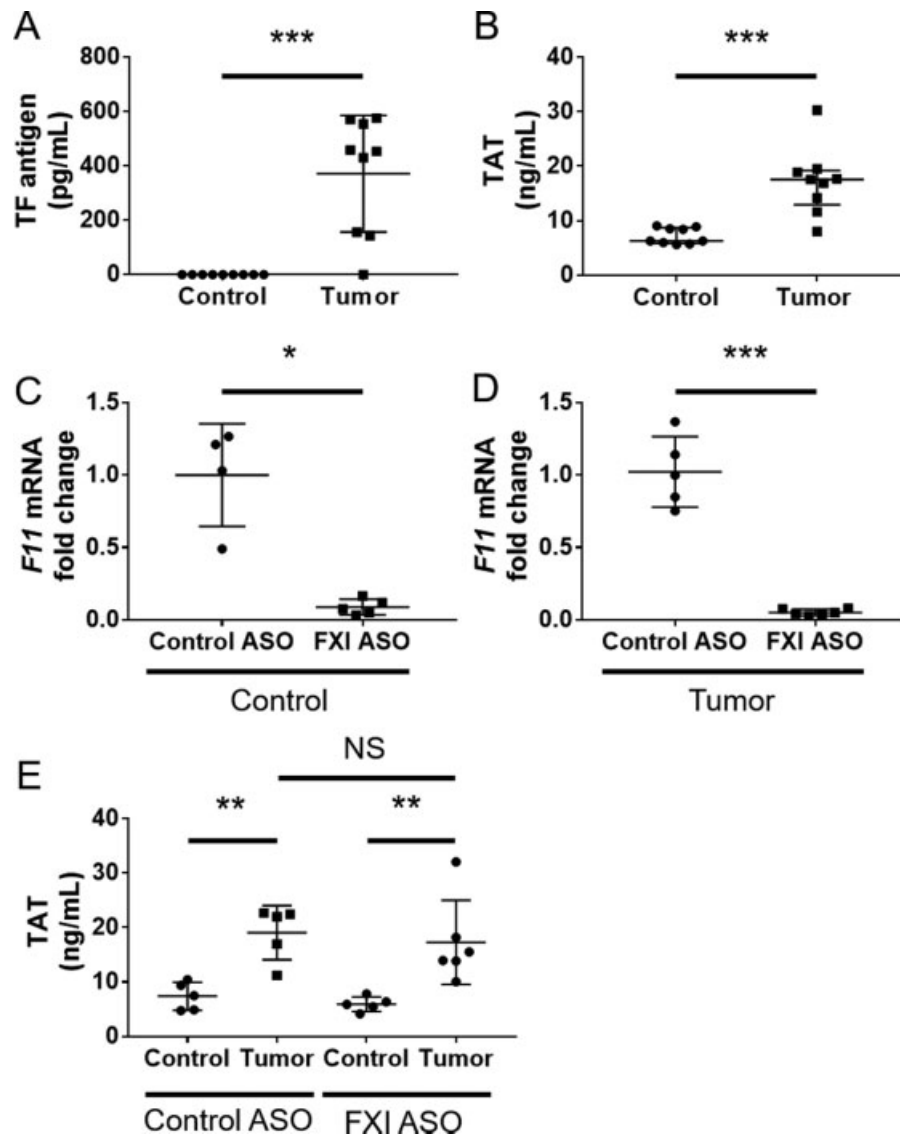 A
***
TF antigen
(pg/mL)
800
600
400
200
0
Control
Tumor
B
***
TAT
(ng/mL)
40
30
20
10
0
Control
Tumor
C
*
F11 mRNA
fold change
1.5
1.0
0.5
0.0
Control ASO
FXI ASO
Control
D
***
F11 mRNA
fold change
1.5
1.0
0.5
0.0
Control ASO
FXI ASO
Tumor
E
NS
**
**
TAT
(ng/mL)
40
30
20
10
0
Control Tumor Control Tumor
Control ASO
FXI ASO